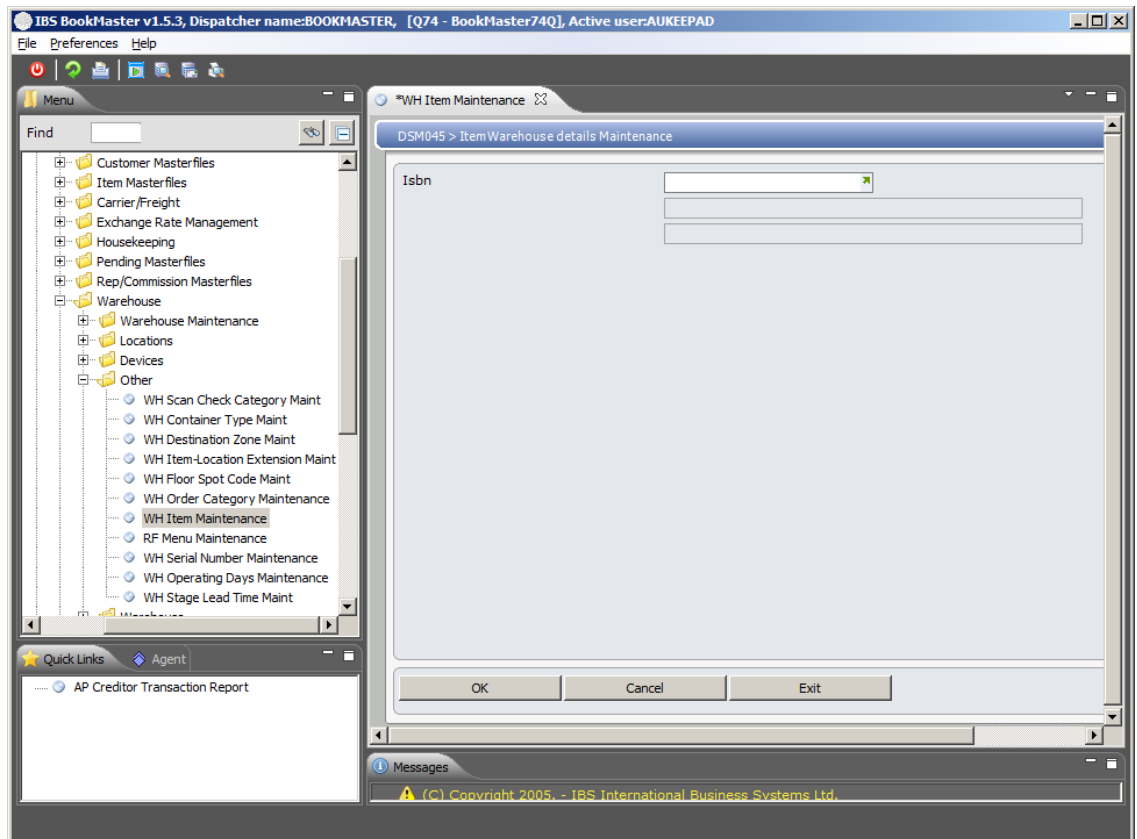 IBS BookMaster v1.5.3, Dispatcher name:BOOKMASTER, [Q74 - BookMaster74Q], Active user:AUKEEPAD
File Preferences Help
Menu
Find
Customer Masterfiles
Item Masterfiles
Carrier/Freight
Exchange Rate Management
Housekeeping
Pending Masterfiles
Rep/Commission Masterfiles
Warehouse
Warehouse Maintenance
Locations
Devices
Other
WH Scan Check Category Maint
WH Container Type Maint
WH Destination Zone Maint
WH Item-Location Extension Maint
WH Floor Spot Code Maint
WH Order Category Maintenance
WH Item Maintenance
RF Menu Maintenance
WH Serial Number Maintenance
WH Operating Days Maintenance
WH Stage Lead Time Maint
Warehouse
Quick Links Agent
AP Creditor Transaction Report
*WH Item Maintenance
DSM045 > ItemWarehouse details Maintenance
Isbn
OK Cancel Exit
Messages
(C) Copyright 2005. - IBS International Business Systems Ltd.